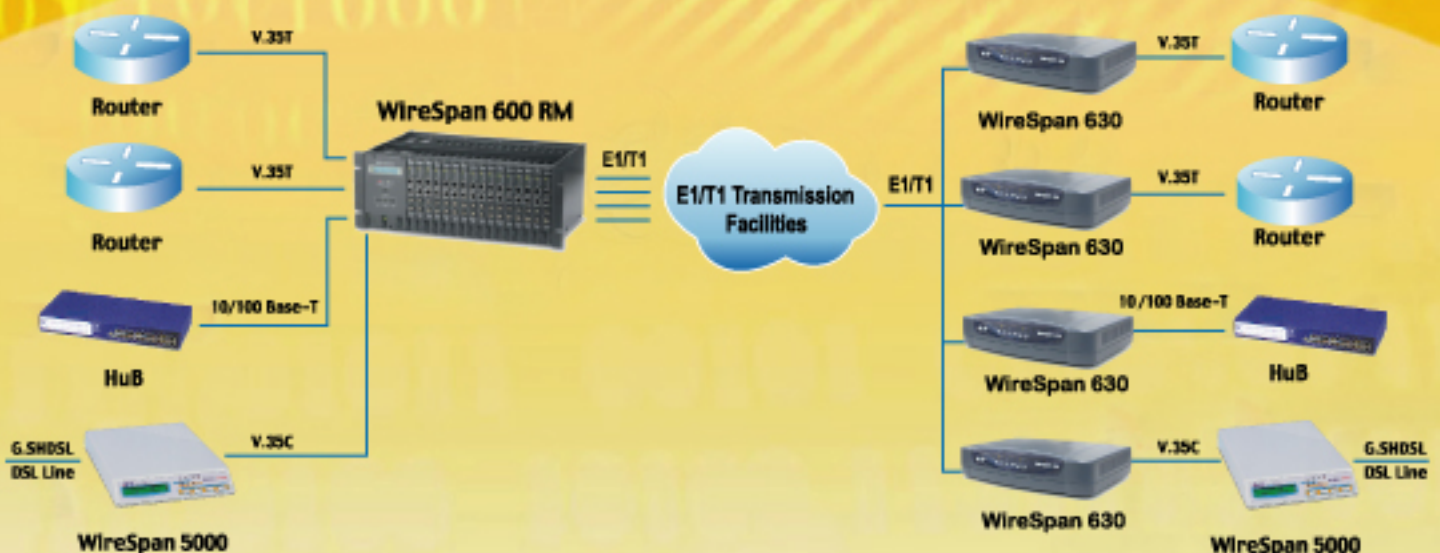 V.35T
Router
WireSpan 600 RM
V.35T
Router
10/100 Base-T
HuB
G.SHDSL
DSL Line
V.35C
WireSpan 5000
E1/T1
E1/T1 Transmission
Facilities
E1/T1
WireSpan 630
V.35T
Router
WireSpan 630
V.35T
Router
WireSpan 630
10/100 Base-T
HuB
WireSpan 630
V.35C
WireSpan 5000
G.SHDSL
DSL Line